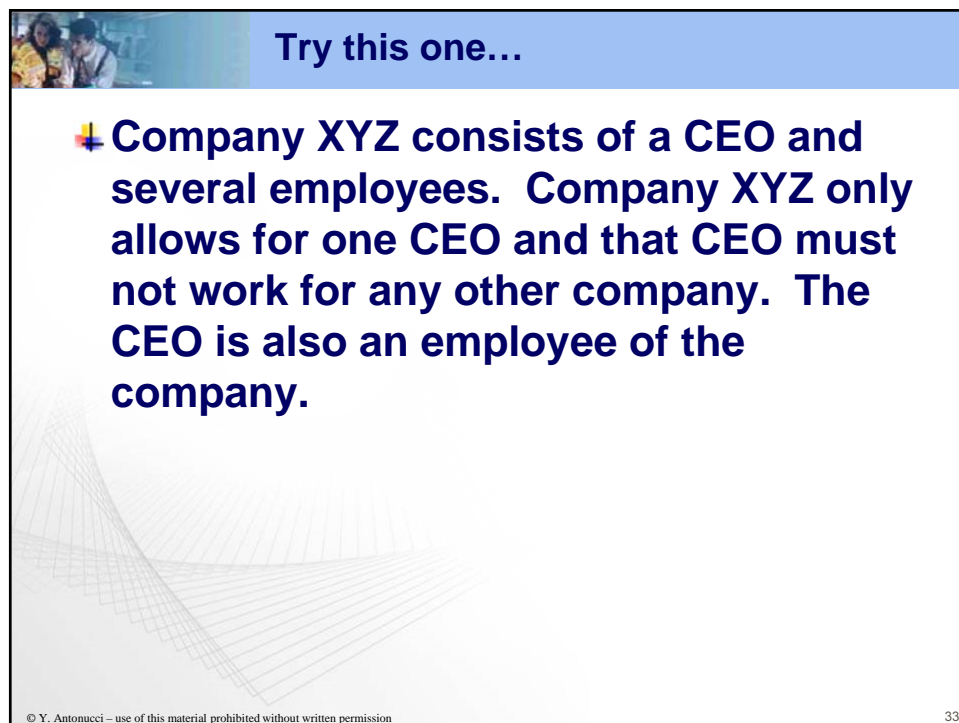 Try this one…
Company XYZ consists of a CEO and
several employees.  Company XYZ only
allows for one CEO and that CEO must
not work for any other company.  The
CEO is also an employee of the
company.
© Y. Antonucci – use of this material prohibited without written permission
33